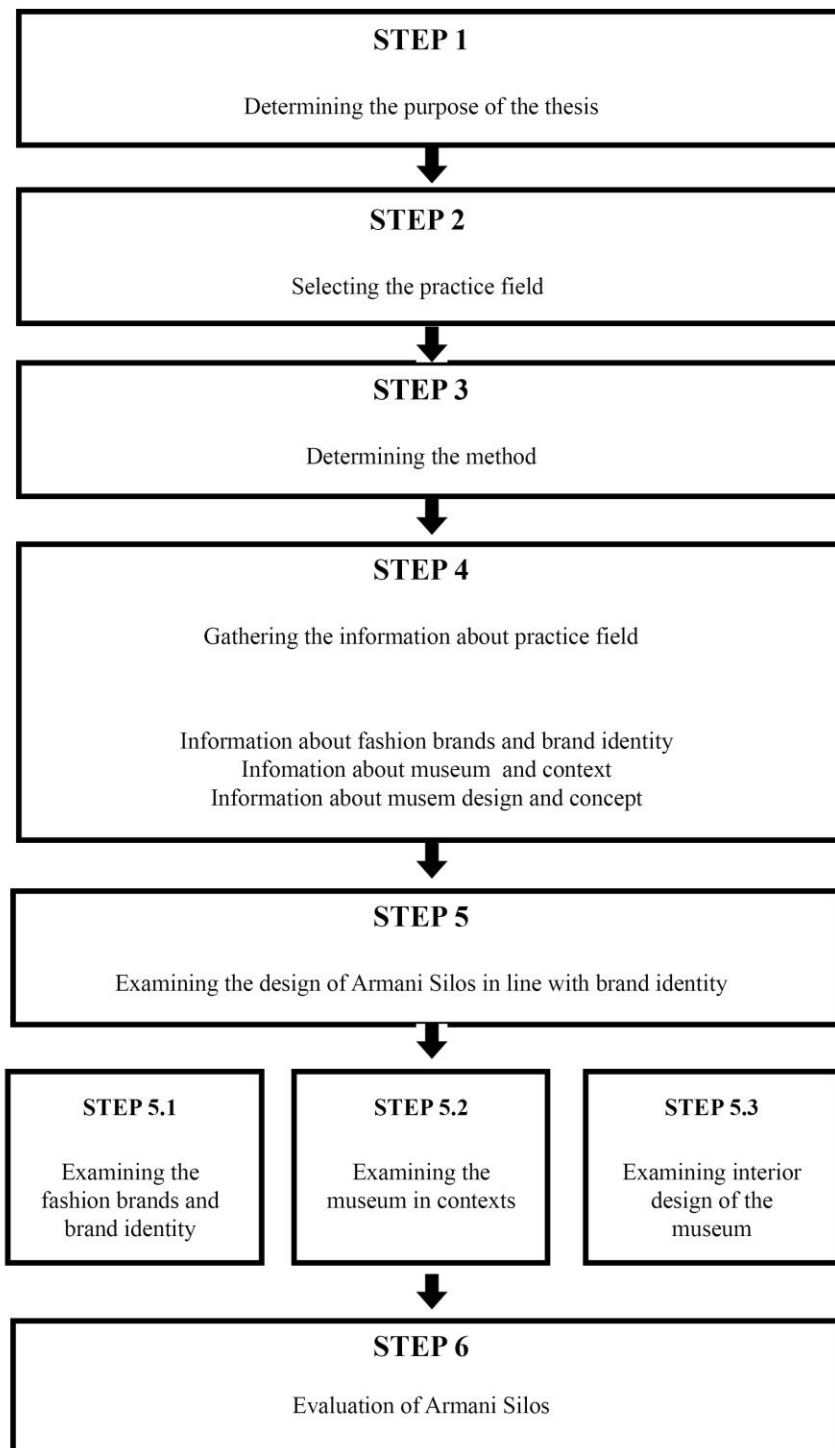 STEP 1
Determining the purpose of the thesis
STEP 2
Selecting the practice field
STEP 3
Determining the method
STEP 4
Gathering the information about practice field
Information about fashion brands and brand identity
Infomation about museum and context
Information about musem design and concept
STEP 5
Examining the design of Armani Silos in line with brand identity
STEP 5.1
Examining the
fashion brands and
brand identity
STEP 5.2
Examining the
museum in contexts
STEP 5.3
Examining interior
design of the
museum
STEP 6
Evaluation of Armani Silos